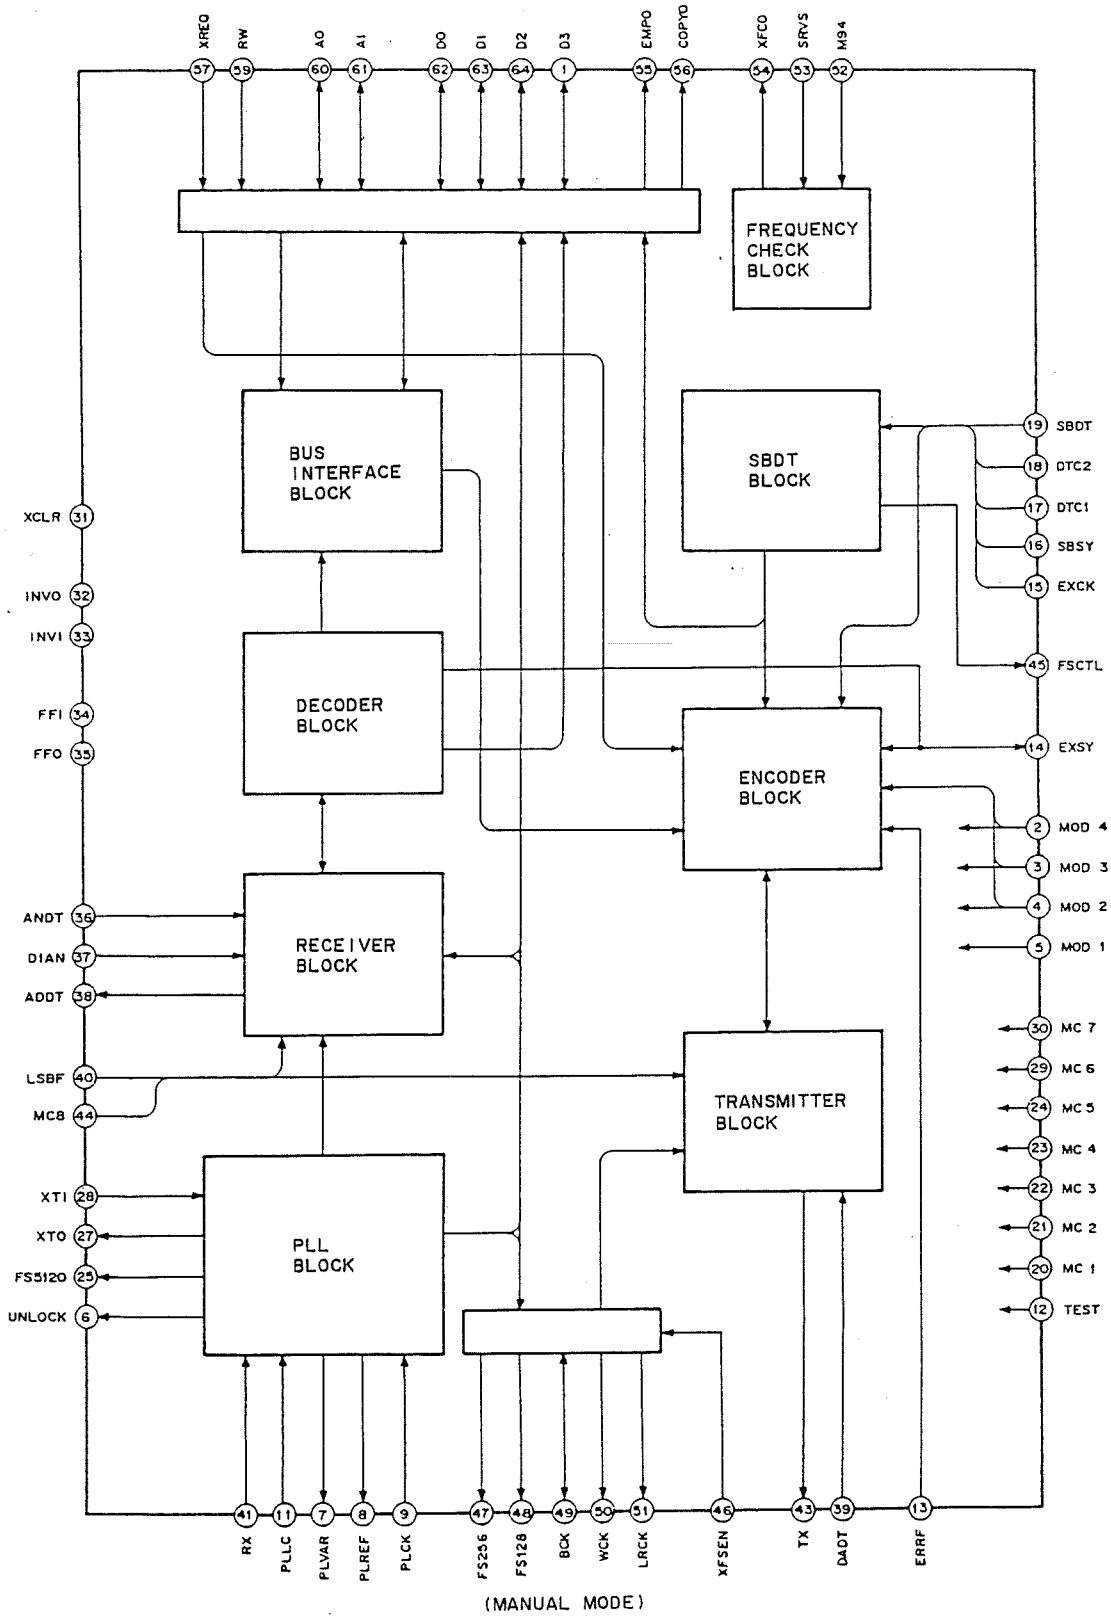 XREQ
RW
A0
A1
D0
D1
D2
D3
EMPO
COPYO
XFCO
SRVS
M94
57
59
60
61
62
63
64
1
55
56
54
53
52
FREQUENCY
CHECK
BLOCK
BUS
INTERFACE
BLOCK
SBDT
BLOCK
19 SBDT
18 DTC2
17 DTC1
16 SBSY
15 EXCK
XCLR 31
INVO 32
INVI 33
FFI 34
FFO 35
DECODER
BLOCK
45 FSCTL
14 EXSY
ENCODER
BLOCK
2 MOD 4
3 MOD 3
4 MOD 2
5 MOD 1
ANDT 36
DIAN 37
ADDT 38
RECEIVER
BLOCK
LSBF 40
MC8 44
TRANSMITTER
BLOCK
30 MC 7
29 MC 6
24 MC 5
23 MC 4
22 MC 3
21 MC 2
20 MC 1
12 TEST
XTI 28
XTO 27
FS5120 25
UNLOCK 6
PLL
BLOCK
41
11
7
8
9
47
48
49
50
51
46
43
39
13
RX
PLLC
PLVAR
PLREF
PLCK
FS256
FS128
BCK
WCK
LRCK
XFSEN
TX
DADT
ERRF
(MANUAL MODE)